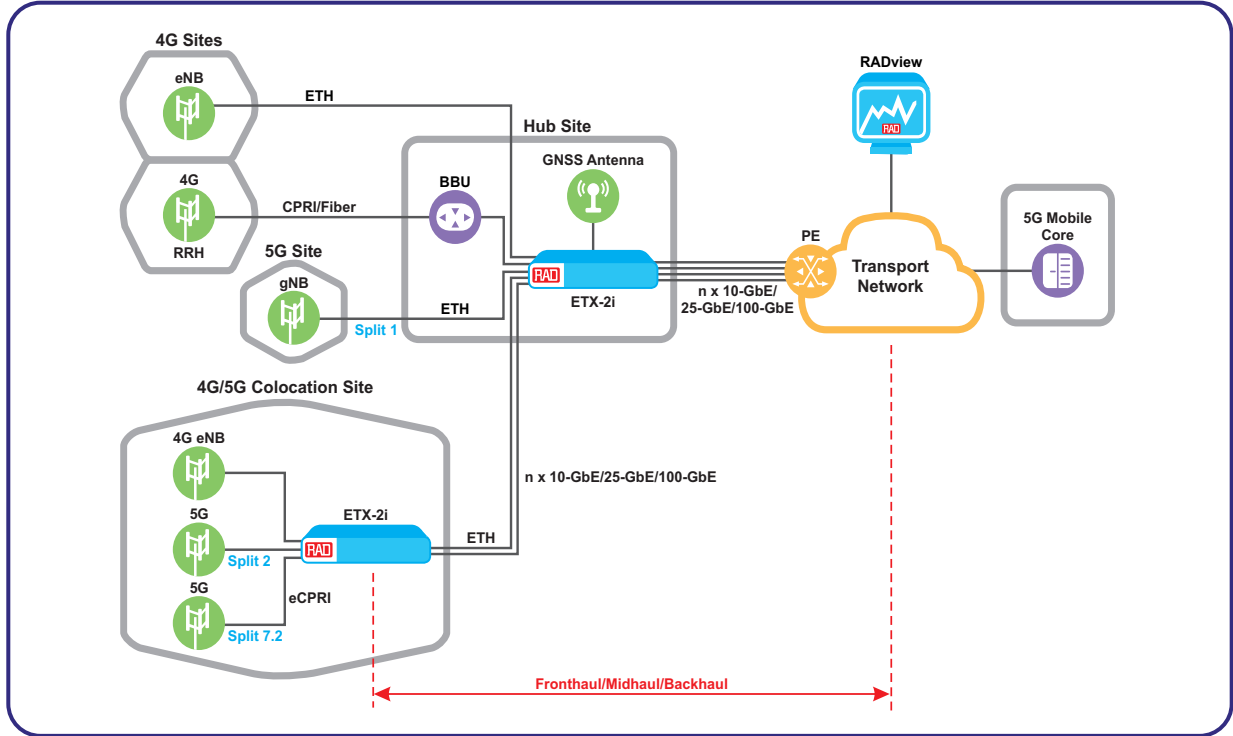 4G Sites
eNB
ETH
4G
RRH
CPRI/Fiber
5G Site
gNB
Split 1
ETH
Hub Site
BBU
GNSS Antenna
RAD
ETX-2i
n x 10-GbE/
25-GbE/100-GbE
PE
Transport
Network
RADview
RAD
5G Mobile
Core
4G/5G Colocation Site
4G eNB
5G
Split 2
5G
Split 7.2
eCPRI
ETX-2i
RAD
ETH
n x 10-GbE/25-GbE/100-GbE
Fronthaul/Midhaul/Backhaul